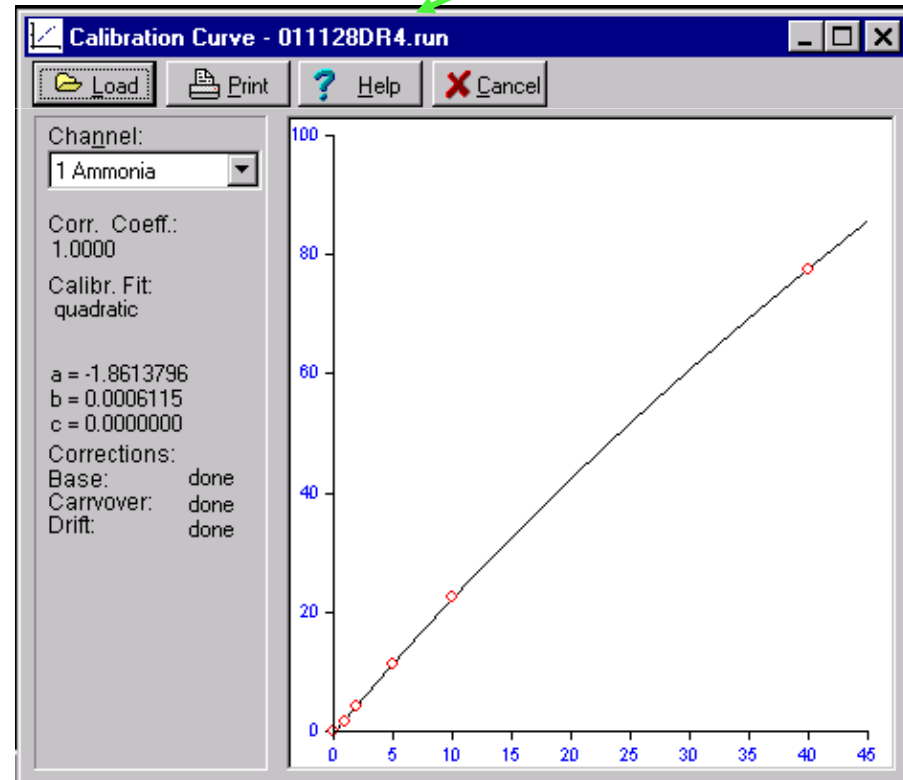 Calibration Curve - 011128DR4.run
Load Print ? Help Cancel
Channel:
1 Ammonia
Corr. Coeff.:
1.0000
Calibr. Fit:
quadratic
a = -1.8613796
b = 0.0006115
c = 0.0000000
Corrections:
Base: done
Carryover: done
Drift: done
100
80
60
40
20
0
0 5 10 15 20 25 30 35 40 45